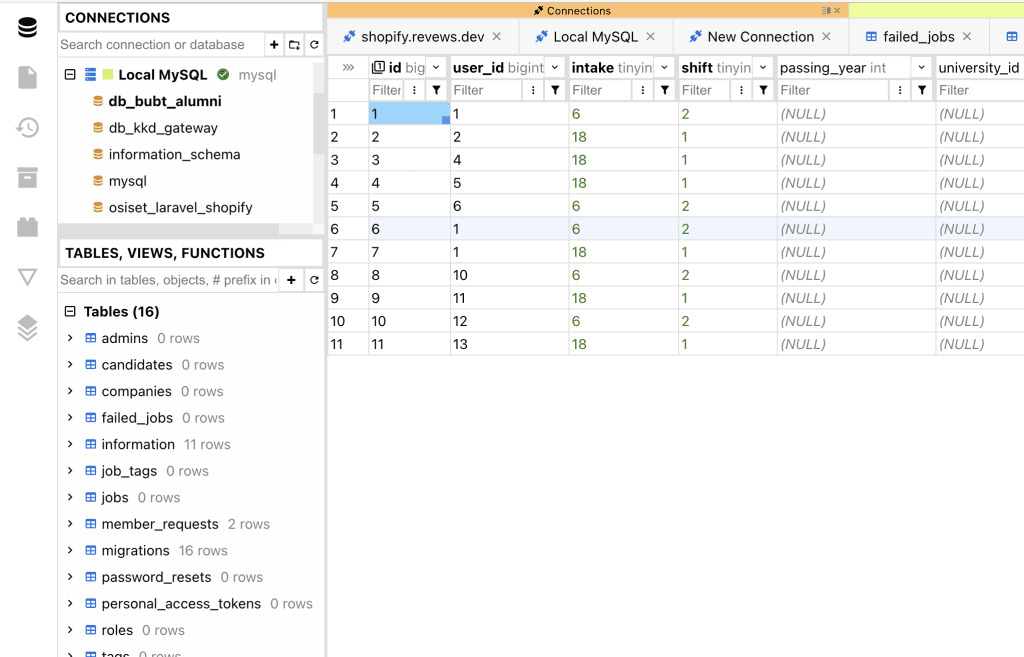 CONNECTIONS
Search connection or database
Local MySQL mysql
db_bubt_alumni
db_kkd_gateway
information_schema
mysql
osiset_laravel_shopify
TABLES, VIEWS, FUNCTIONS
Search in tables, objects, # prefix in
Tables (16)
admins 0 rows
candidates 0 rows
companies 0 rows
failed_jobs 0 rows
information 11 rows
job_tags 0 rows
jobs 0 rows
member_requests 2 rows
migrations 16 rows
password_resets 0 rows
personal_access_tokens 0 rows
roles 0 rows
tags 0 rows
Connections
shopify.revews.dev Local MySQL New Connection failed_jobs
id big user_id bigint intake tinyin shift tinyin passing_year int university_id
Filter Filter Filter Filter Filter Filter
1 1 1 6 2 (NULL) (NULL)
2 2 2 18 1 (NULL) (NULL)
3 3 4 18 1 (NULL) (NULL)
4 4 5 18 1 (NULL) (NULL)
5 5 6 6 2 (NULL) (NULL)
6 6 1 6 2 (NULL) (NULL)
7 7 1 18 1 (NULL) (NULL)
8 8 10 6 2 (NULL) (NULL)
9 9 11 18 1 (NULL) (NULL)
10 10 12 6 2 (NULL) (NULL)
11 11 13 18 1 (NULL) (NULL)